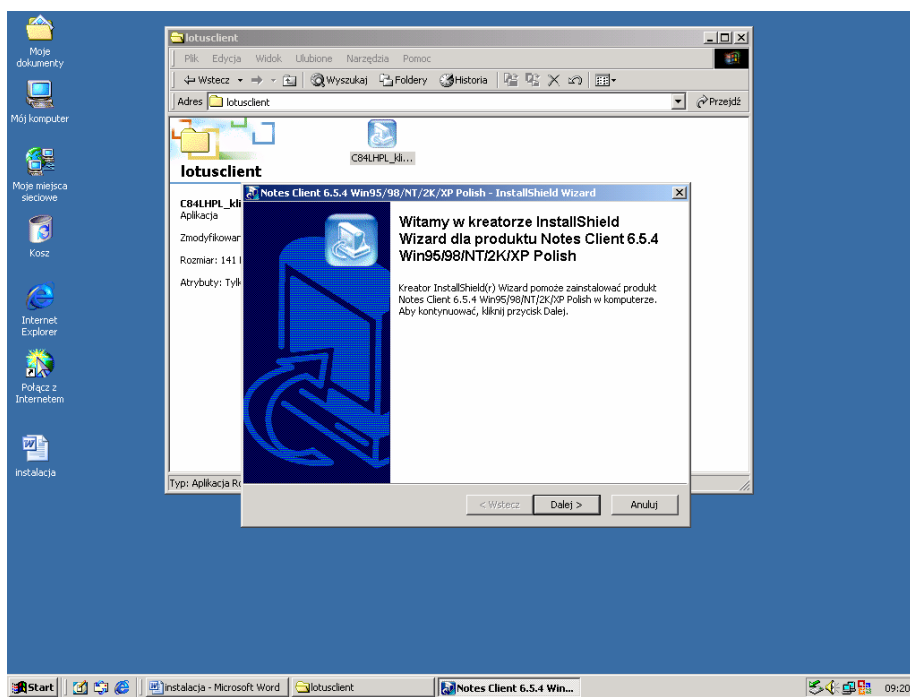 Moje
dokumenty
Mój komputer
Moje miejsca
sieciowe
Kosz
Internet
Explorer
Połącz z
Internetem
instalacja
lotusclient
Plik Edycja Widok Ulubione Narzędzia Pomoc
Wstecz Wyszukaj Foldery Historia
Adres lotusclient Przejdź
C84LHPL_kli...
lotusclient
C84LHPL_kli
Aplikacja
Zmodyfikowar
Rozmiar: 141
Atrybuty: Tylk
Typ: Aplikacja
Notes Client 6.5.4 Win95/98/NT/2K/XP Polish - InstallShield Wizard
Witamy w kreatorze InstallShield
Wizard dla produktu Notes Client 6.5.4
Win95/98/NT/2K/XP Polish
Kreator InstallShield(r) Wizard pomoże zainstalować produkt
Notes Client 6.5.4 Win95/98/NT/2K/XP Polish w komputerze.
Aby kontynuować, kliknij przycisk Dalej.
< Wstecz Dalej > Anuluj
Start instalacja - Microsoft Word lotusclient Notes Client 6.5.4 Win... 09:20